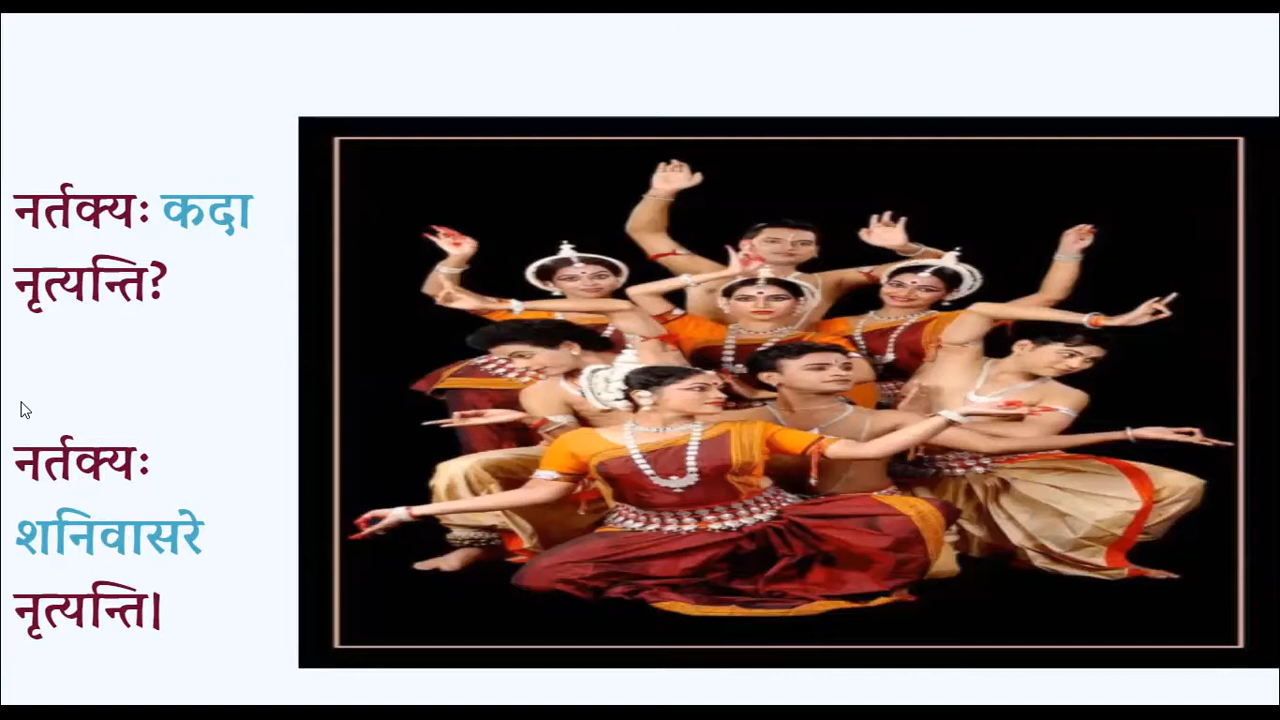 नर्तक्यः कदा
नृत्यन्ति?
नर्तक्यः
शनिवासरे
नृत्यन्ति।